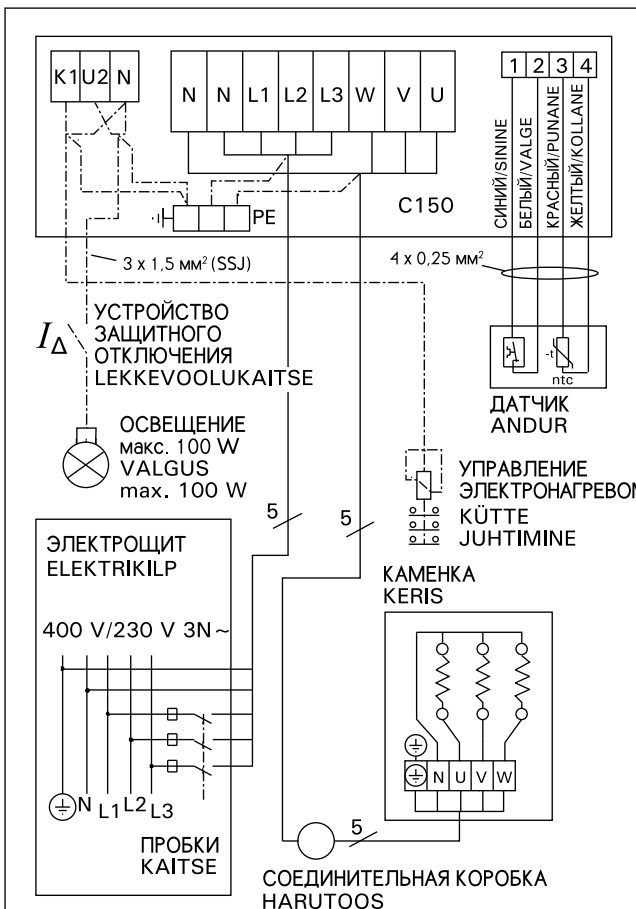 K1 U2 N
N N L1 L2 L3 W V U
1 2 3 4
СИНИЙ/SININE
БЕЛЫЙ/VALGE
КРАСНЫЙ/PUNANE
ЖЕЛТЫЙ/KOLLANE
PE
C150
3 x 1,5 мм² (SSJ)
4 x 0,25 мм²
УСТРОЙСТВО
ЗАЩИТНОГО
ОТКЛЮЧЕНИЯ
LEKKEVOOLUKAITSE
IΔ
-t
ntc
ДАТЧИК
ANDUR
ОСВЕЩЕНИЕ
макс. 100 W
VALGUS
max. 100 W
УПРАВЛЕНИЕ
ЭЛЕКТРОНАГРЕВОМ
KÜTTE
JUHTIMINE
5
5
ЭЛЕКТРОЩИТ
ELEKTRIKILP
400 V/230 V 3N~
N L1 L2 L3
ПРОБКИ
KAITSE
КАМЕНКА
KERIS
N U V W
5
СОЕДИНИТЕЛЬНАЯ КОРОБКА
HARUTOOS